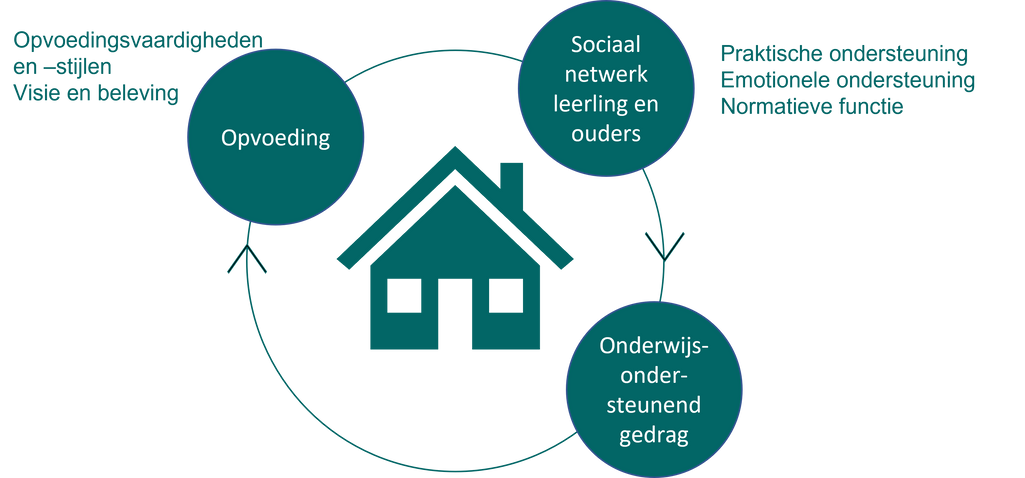 Opvoedingsvaardigheden
en –stijlen
Visie en beleving
Opvoeding
Sociaal
netwerk
leerling en
ouders
Praktische ondersteuning
Emotionele ondersteuning
Normatieve functie
Onderwijs-
onder-
steunend
gedrag